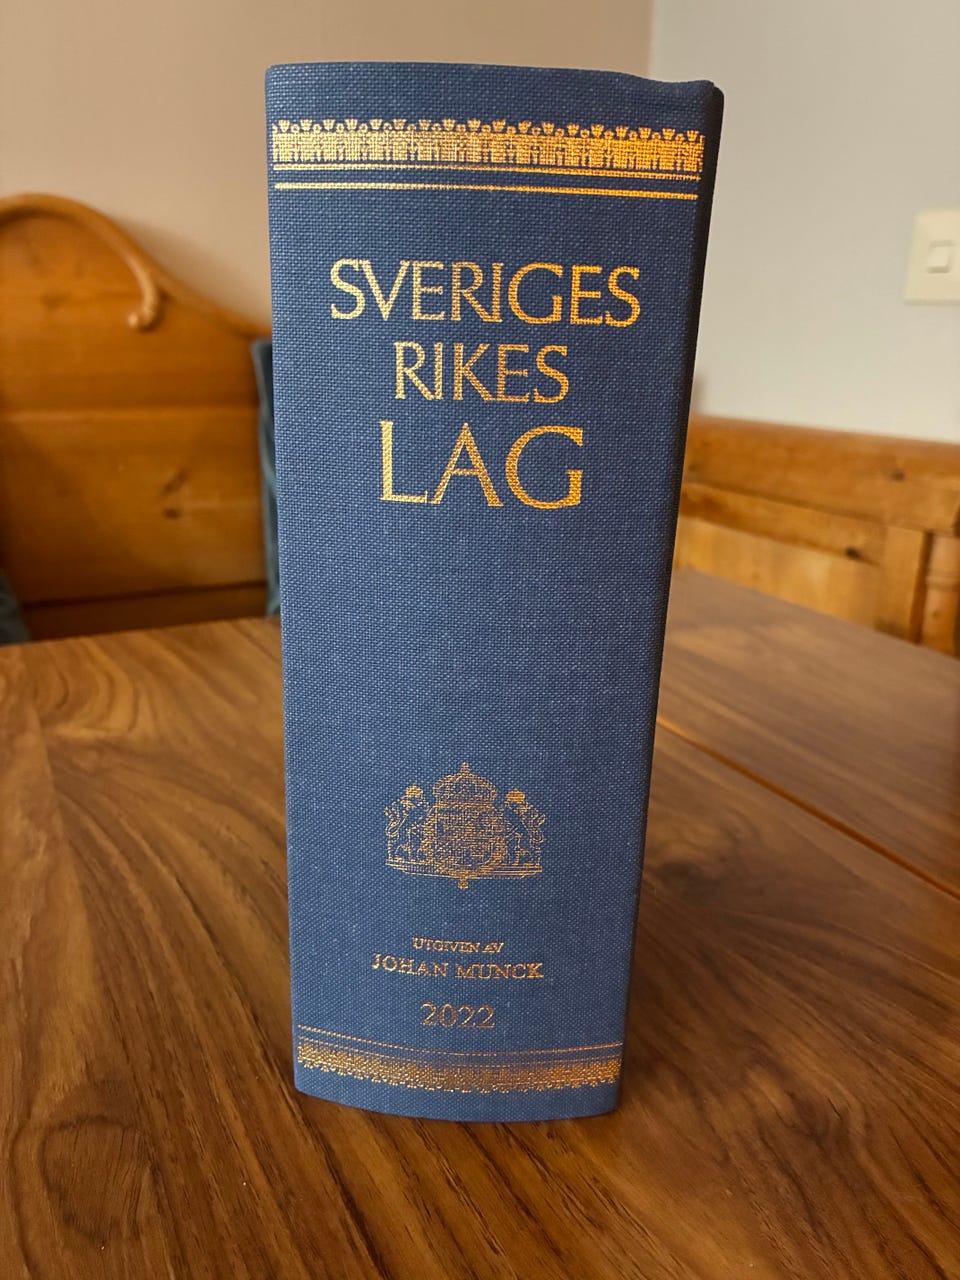 SVERIGES
RIKES
LAG
UTGIVEN AV
JOHAN MUNCK
2022